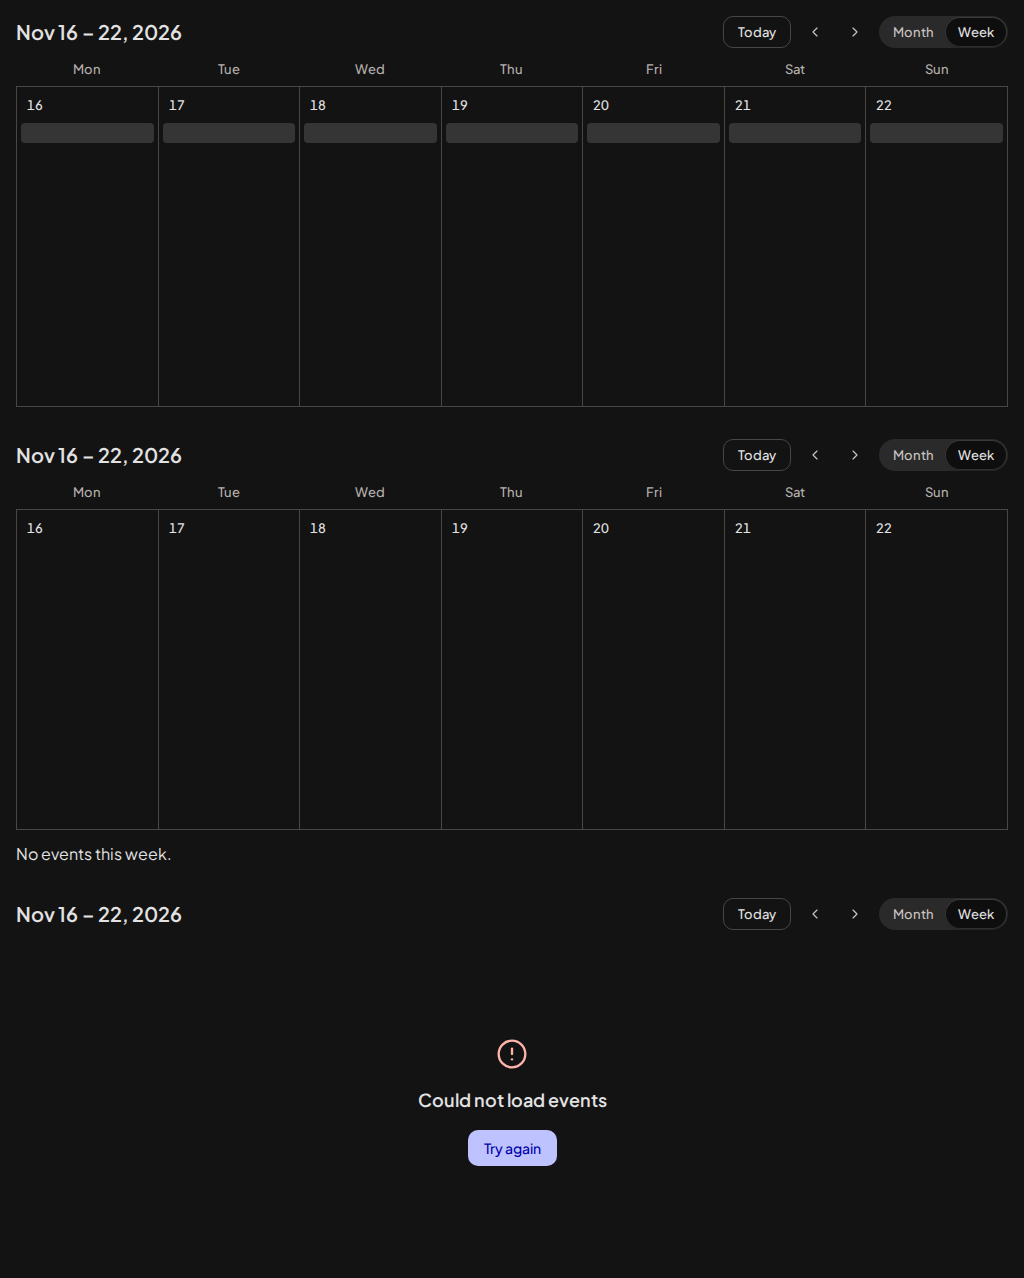 Nov 16 – 22, 2026 Today Month Week
Mon Tue Wed Thu Fri Sat Sun
16 17 18 19 20 21 22
Nov 16 – 22, 2026 Today Month Week
Mon Tue Wed Thu Fri Sat Sun
16 17 18 19 20 21 22
No events this week.
Nov 16 – 22, 2026 Today Month Week
Could not load events
Try again